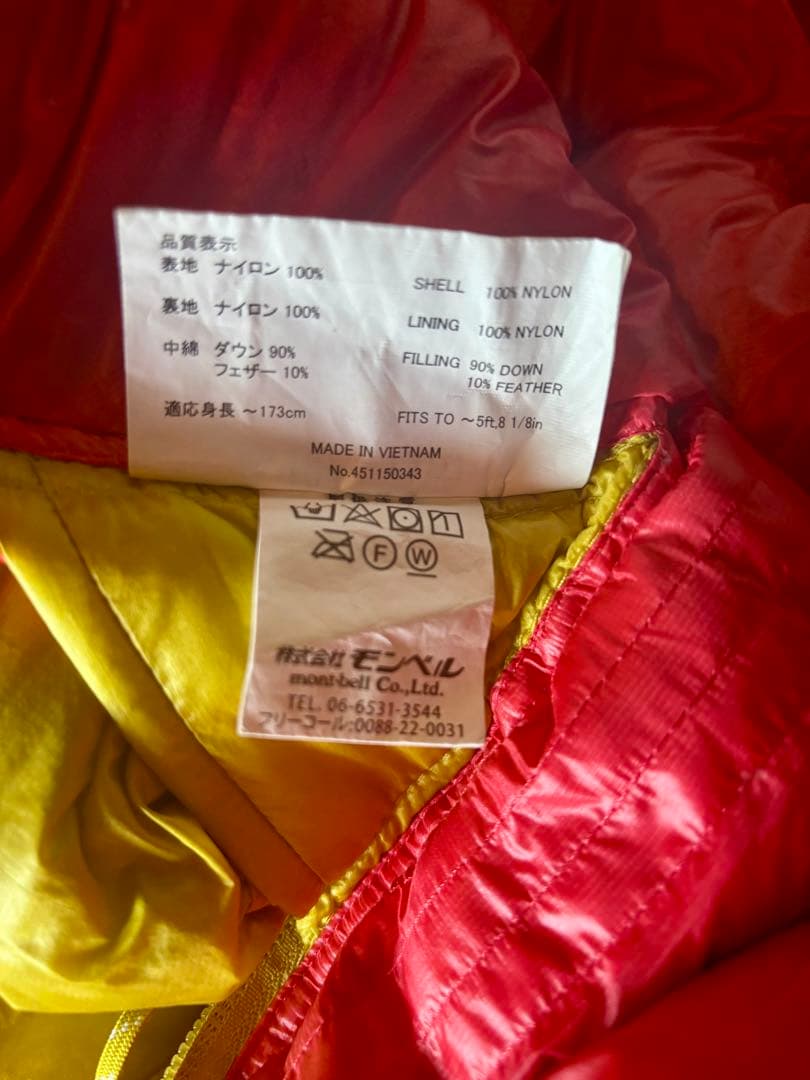 品質表示
表地 ナイロン 100% SHELL 100% NYLON
裏地 ナイロン 100% LINING 100% NYLON
中綿 ダウン 90% FILLING 90% DOWN
フェザー 10% 10% FEATHER
適応身長 ～173cm FITS TO ～5ft,8 1/8in
MADE IN VIETNAM
No.451150343
F W
株式会社 モンベル
mont-bell Co.,Ltd.
TEL. 06-6531-3544
フリーコール:0088-22-0031